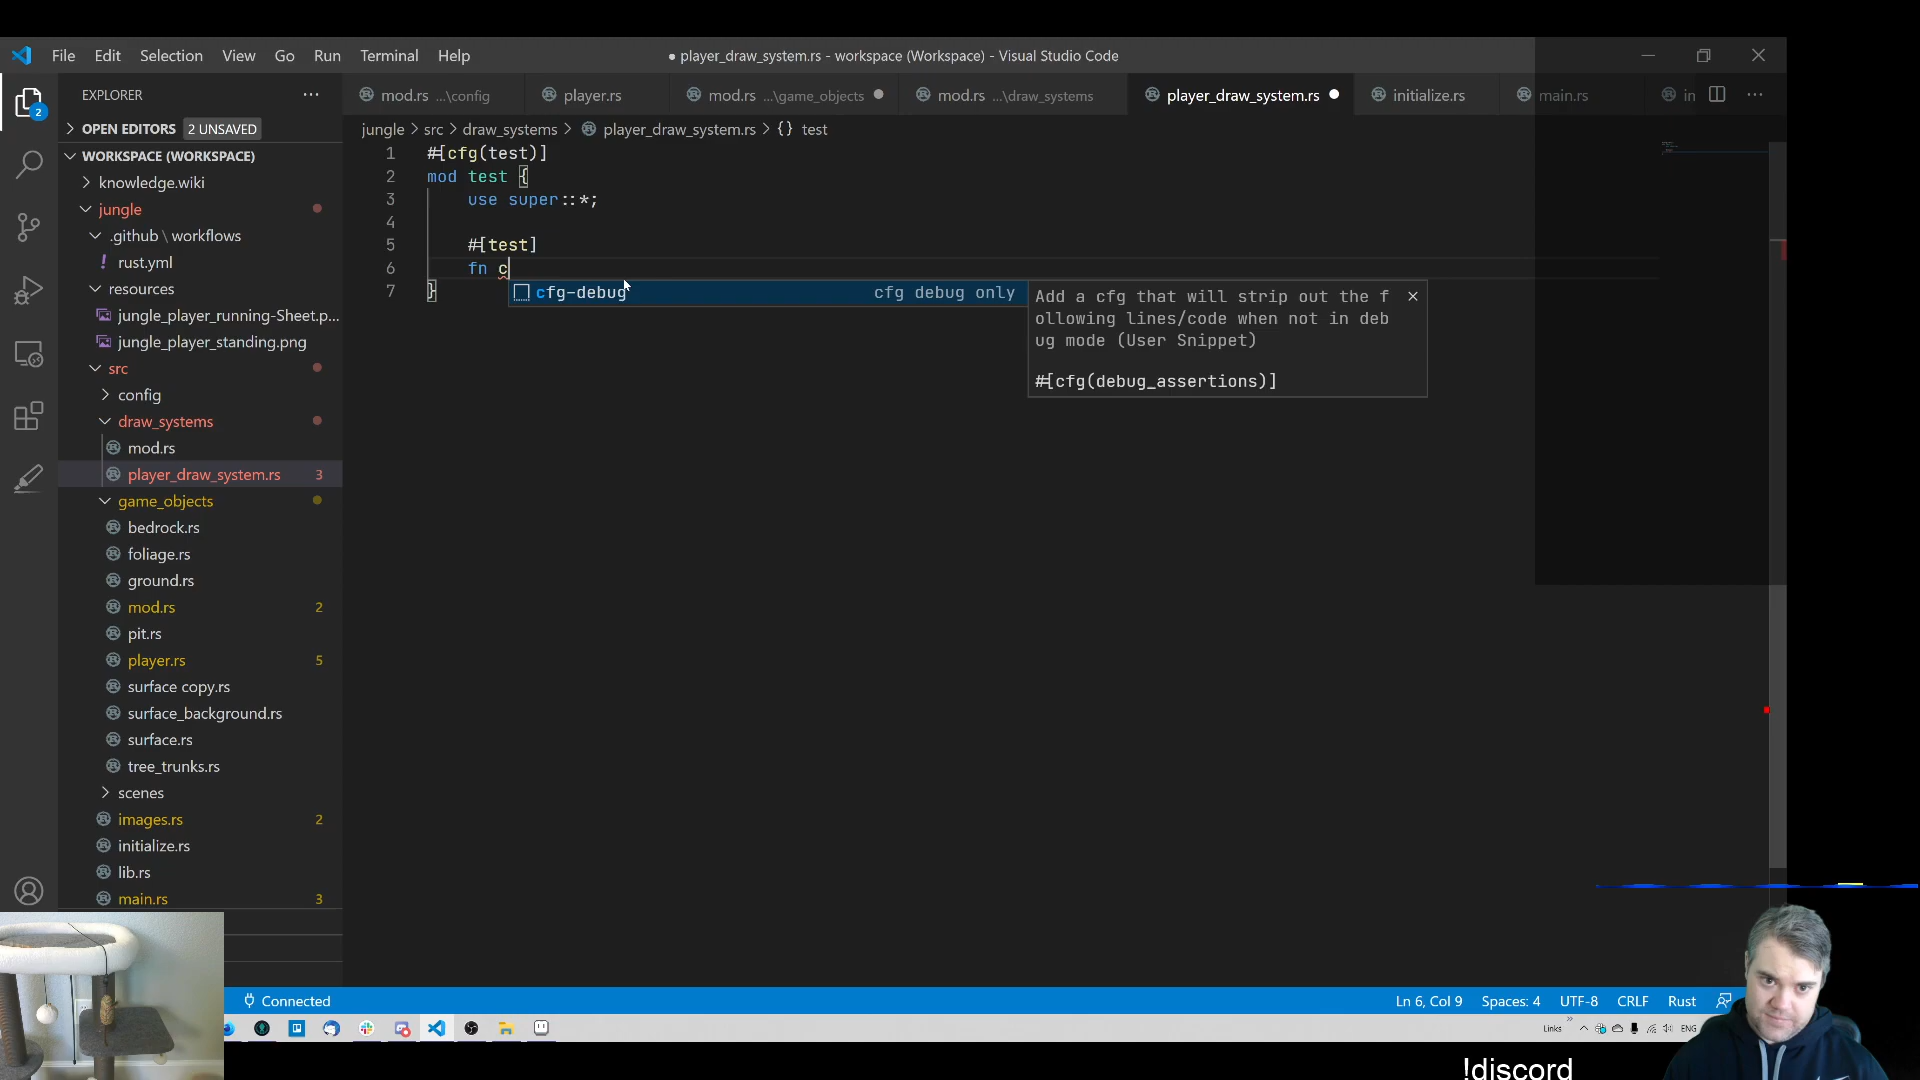 File Edit Selection View Go Run Terminal Help
● player_draw_system.rs - workspace (Workspace) - Visual Studio Code
EXPLORER
mod.rs ...\config
player.rs
mod.rs ...\game_objects
mod.rs ...\draw_systems
player_draw_system.rs
initialize.rs
main.rs
in
OPEN EDITORS 2 UNSAVED
jungle > src > draw_systems > player_draw_system.rs > {} test
WORKSPACE (WORKSPACE)
knowledge.wiki
jungle
.github \ workflows
rust.yml
resources
jungle_player_running-Sheet.p...
jungle_player_standing.png
src
config
draw_systems
mod.rs
player_draw_system.rs 3
game_objects
bedrock.rs
foliage.rs
ground.rs
mod.rs 2
pit.rs
player.rs 5
surface copy.rs
surface_background.rs
surface.rs
tree_trunks.rs
scenes
images.rs 2
initialize.rs
lib.rs
main.rs 3
2
1 #[cfg(test)]
2 mod test {
3 use super::*;
4
5 #[test]
6 fn c
7 }
cfg-debug cfg debug only
Add a cfg that will strip out the f
ollowing lines/code when not in deb
ug mode (User Snippet)
#[cfg(debug_assertions)]
Connected
Ln 6, Col 9 Spaces: 4 UTF-8 CRLF Rust
Links
ENG
!discord